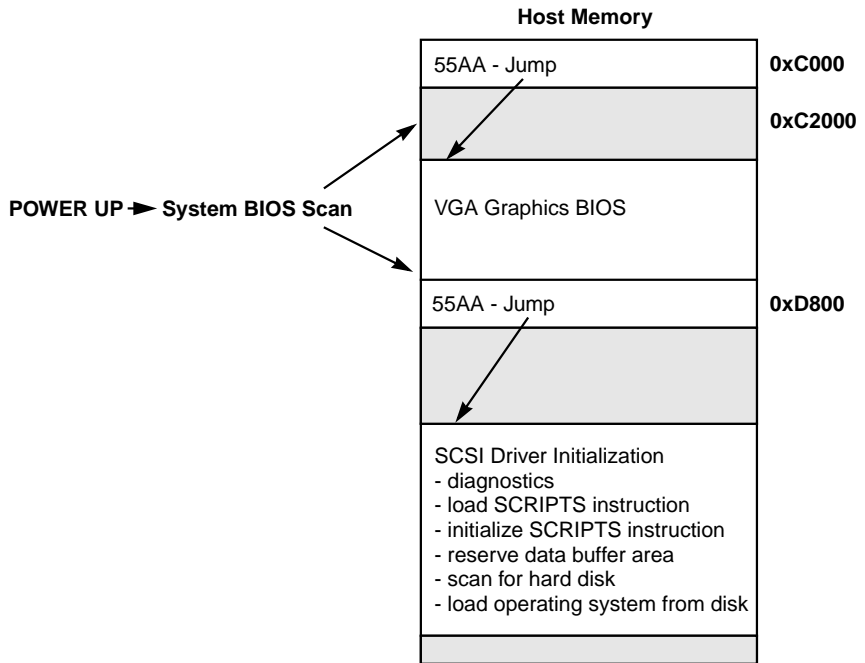 Host Memory
55AA - Jump
0xC000
0xC2000
POWER UP
System BIOS Scan
VGA Graphics BIOS
55AA - Jump
0xD800
SCSI Driver Initialization
- diagnostics
- load SCRIPTS instruction
- initialize SCRIPTS instruction
- reserve data buffer area
- scan for hard disk
- load operating system from disk